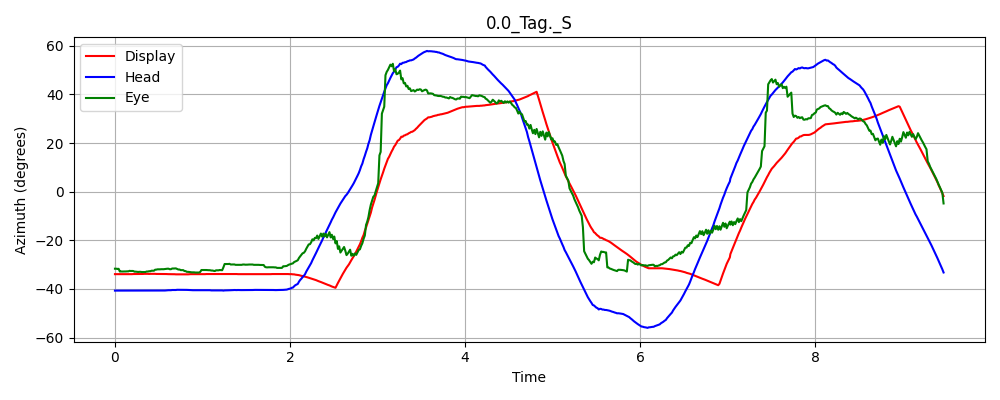 0.0_Tag._S
Display
Head
Eye
Azimuth (degrees)
60
40
20
0
−20
−40
−60
0 2 4 6 8
Time